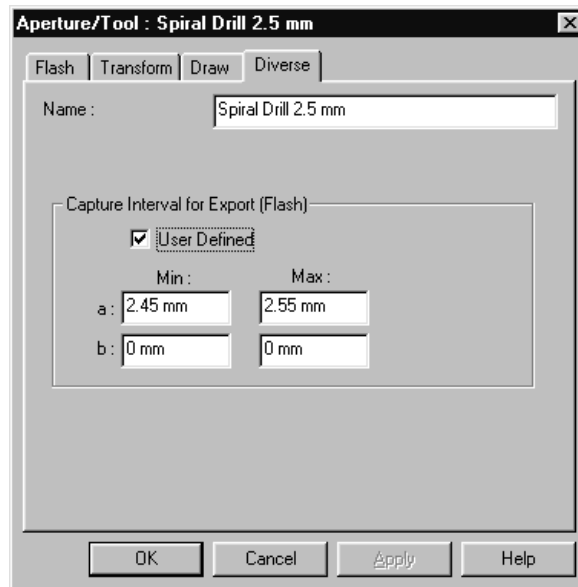 Aperture/Tool : Spiral Drill 2.5 mm
Flash Transform Draw Diverse
Name : Spiral Drill 2.5 mm
Capture Interval for Export (Flash)
User Defined
Min : Max :
a : 2.45 mm 2.55 mm
b : 0 mm 0 mm
OK Cancel Apply Help